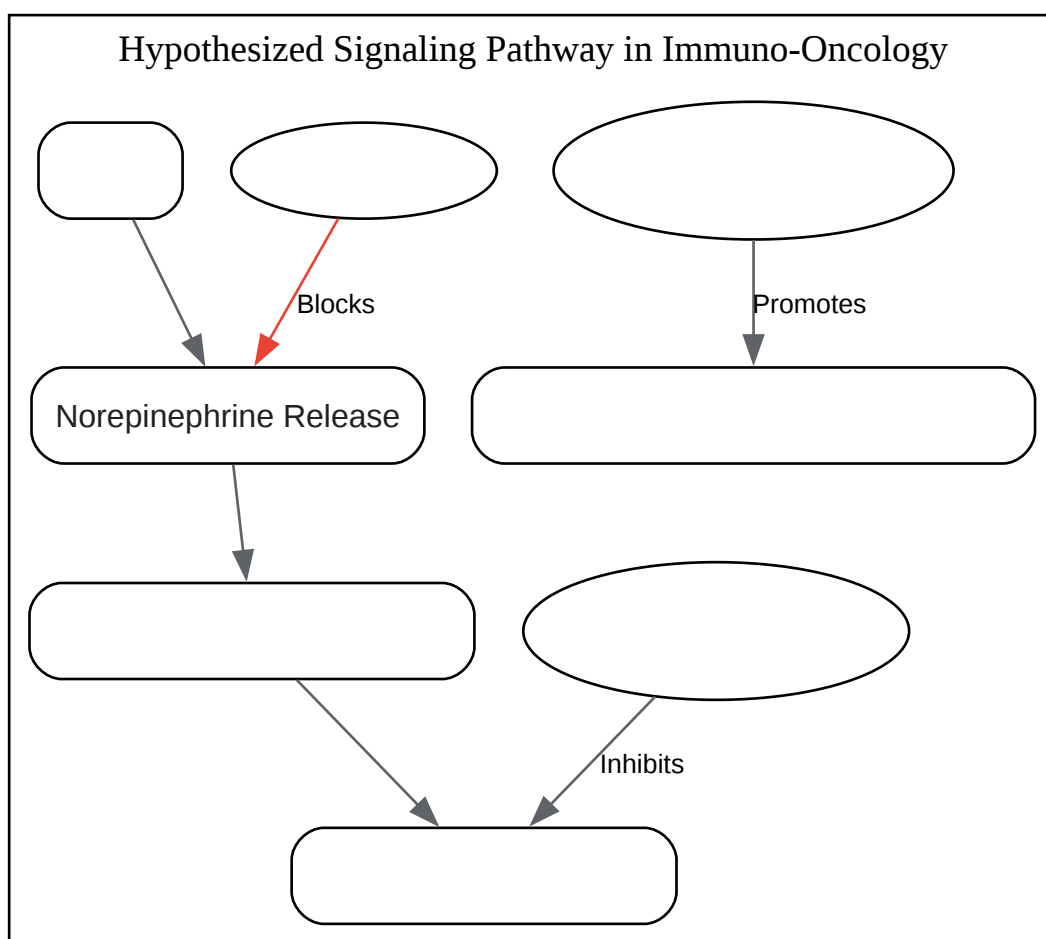 Hypothesized Signaling Pathway in Immuno-Oncology
Blocks
Promotes
Norepinephrine Release
Inhibits